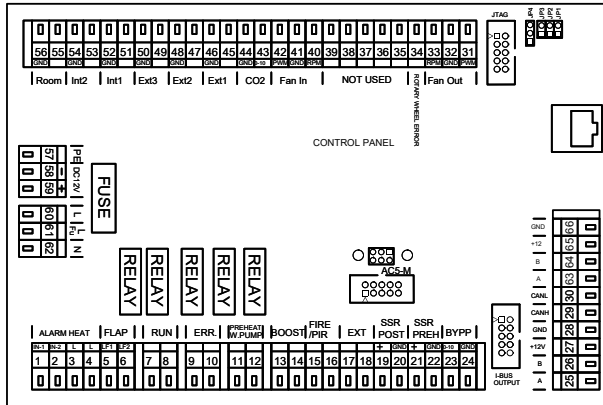 JTAG
JP4
JP3
JP2
JP1
56 55 54 53 52 51 50 49 48 47 46 45 44 43 42 41 40 39 38 37 36 35 34 33 32 31
GND GND GND GND GND GND GND 0-10 PWM GND RPM RPM GND PWM
Room Int2 Int1 Ext3 Ext2 Ext1 CO2 Fan In NOT USED ROTARY WHEEL ERROR Fan Out
CONTROL PANEL
57 PE
58 - DC12V
59 +
60 L
61 Fu L
62 N
FUSE
RELAY RELAY RELAY RELAY RELAY
AC5-M
GND 66
+12 65
B 64
A 63
CANL 30
CANH 29
GND 28
+12V 27
B 26
A 25
I-BUS
OUTPUT
ALARM HEAT FLAP RUN ERR. PREHEAT W.PUMP BOOST FIRE /PIR EXT SSR POST SSR PREH BYPP
IN-1 IN-2 L L LF1 LF2 + GND + GND 0-10 GND
1 2 3 4 5 6 7 8 9 10 11 12 13 14 15 16 17 18 19 20 21 22 23 24